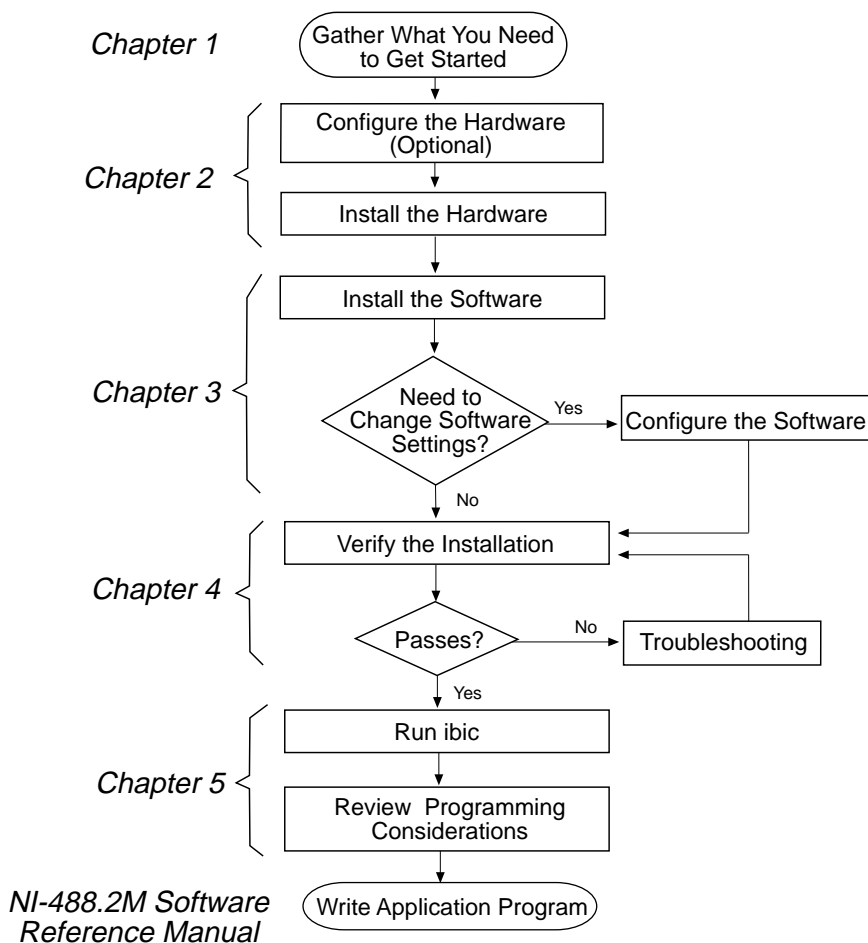 Chapter 1
Gather What You Need
to Get Started
Chapter 2
Configure the Hardware
(Optional)
Install the Hardware
Chapter 3
Install the Software
Need to
Change Software
Settings?
Yes
Configure the Software
No
Chapter 4
Verify the Installation
Passes?
No
Troubleshooting
Yes
Chapter 5
Run ibic
Review Programming
Considerations
NI-488.2M Software
Reference Manual
Write Application Program